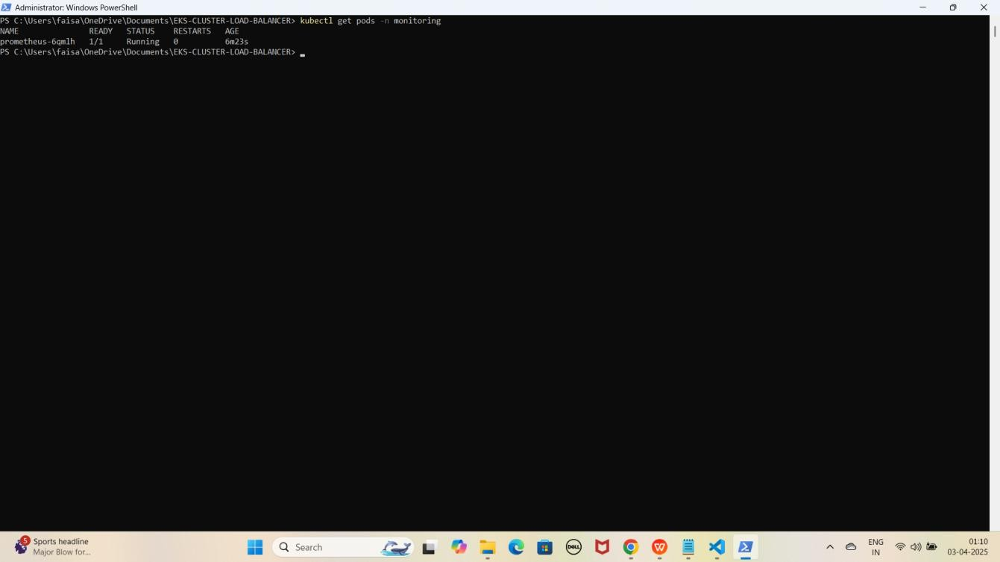 Administrator: Windows PowerShell
PS C:\Users\faisa\OneDrive\Documents\EKS-CLUSTER-LOAD-BALANCER> kubectl get pods -n monitoring
NAME READY STATUS RESTARTS AGE
prometheus-6qmlh 1/1 Running 0 6m23s
PS C:\Users\faisa\OneDrive\Documents\EKS-CLUSTER-LOAD-BALANCER>
5
Sports headline
Major Blow for...
Search
DELL
W
ENG
IN
01:10
03-04-2025